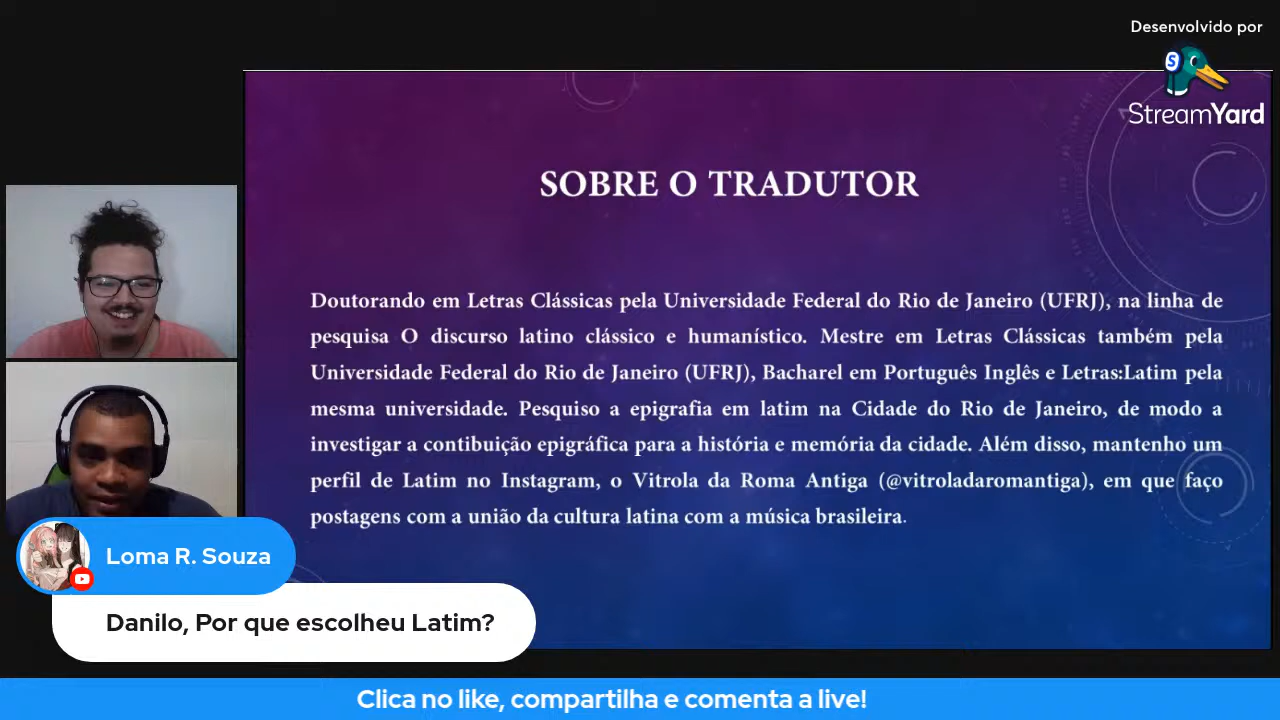 Desenvolvido por
S
StreamYard
SOBRE O TRADUTOR
Doutorando em Letras Clássicas pela Universidade Federal do Rio de Janeiro (UFRJ), na linha de
pesquisa O discurso latino clássico e humanístico. Mestre em Letras Clássicas também pela
Universidade Federal do Rio de Janeiro (UFRJ), Bacharel em Português Inglês e Letras:Latim pela
mesma universidade. Pesquiso a epigrafia em latim na Cidade do Rio de Janeiro, de modo a
investigar a contibuição epigráfica para a história e memória da cidade. Além disso, mantenho um
perfil de Latim no Instagram, o Vitrola da Roma Antiga (@vitroladaromantiga), em que faço
postagens com a união da cultura latina com a música brasileira.
Loma R. Souza
Danilo, Por que escolheu Latim?
Clica no like, compartilha e comenta a live!